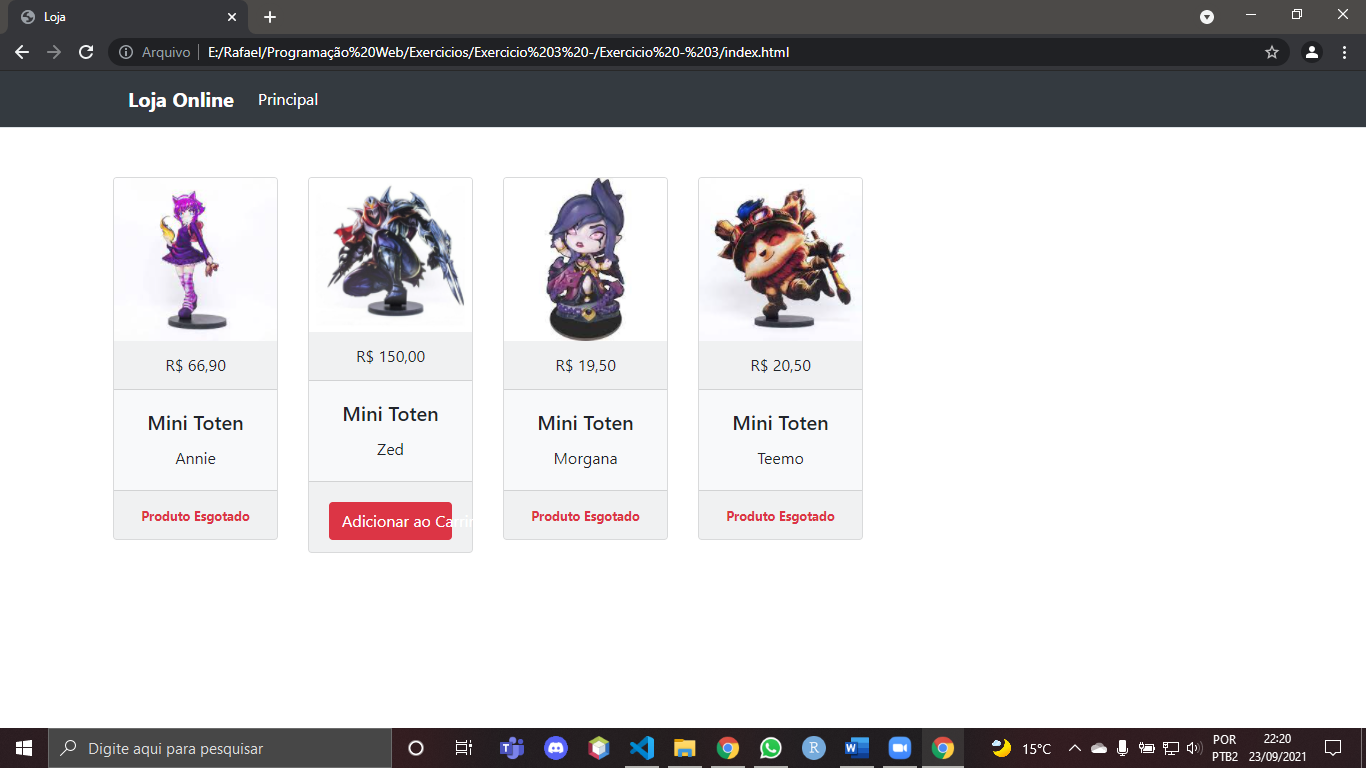 Loja
Arquivo
E:/Rafael/Programação%20Web/Exercicios/Exercicio%203%20-/Exercicio%20-%203/index.html
Loja Online
Principal
R$ 66,90
Mini Toten
Annie
Produto Esgotado
R$ 150,00
Mini Toten
Zed
Adicionar ao
R$ 19,50
Mini Toten
Morgana
Produto Esgotado
R$ 20,50
Mini Toten
Teemo
Produto Esgotado
Digite aqui para pesquisar
R
15°C
POR
PTB2
22:20
23/09/2021